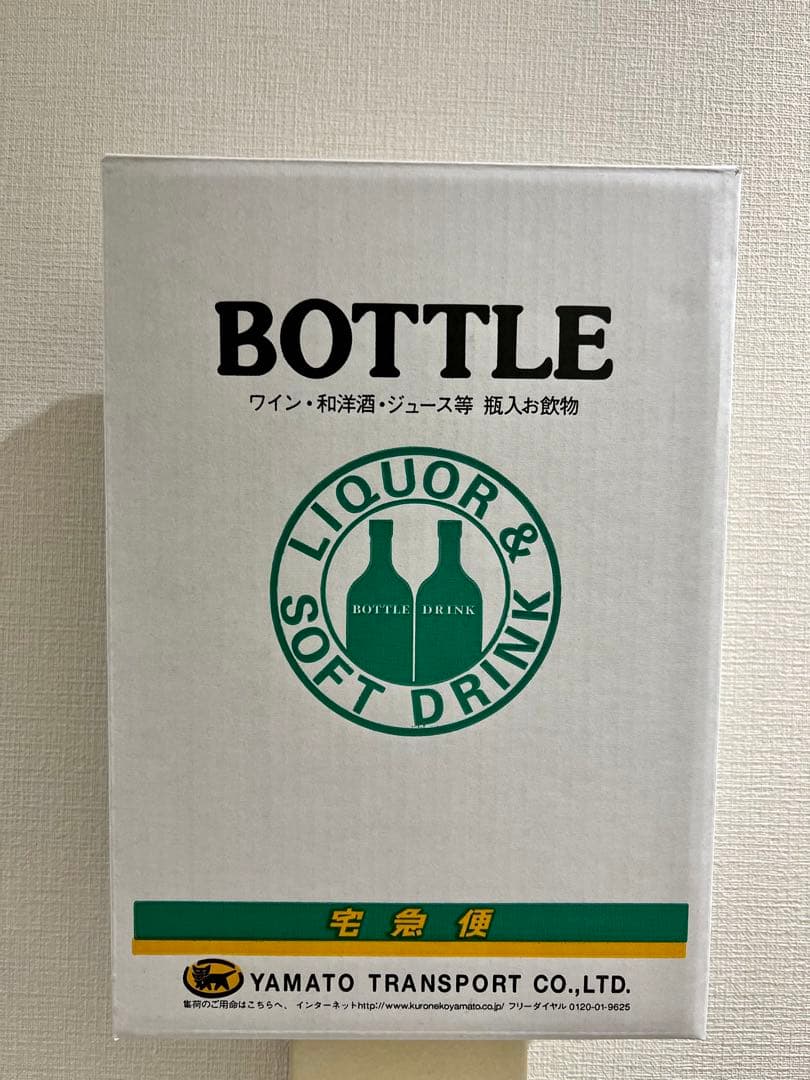 BOTTLE
ワイン・和洋酒・ジュース等 瓶入お飲物
LIQUOR &
BOTTLE DRINK
SOFT DRINK
宅急便
YAMATO TRANSPORT CO.,LTD.
集荷のご用命はこちらへ、 インターネットhttp://www.kuronekoyamato.co.jp/ フリーダイヤル 0120-01-9625